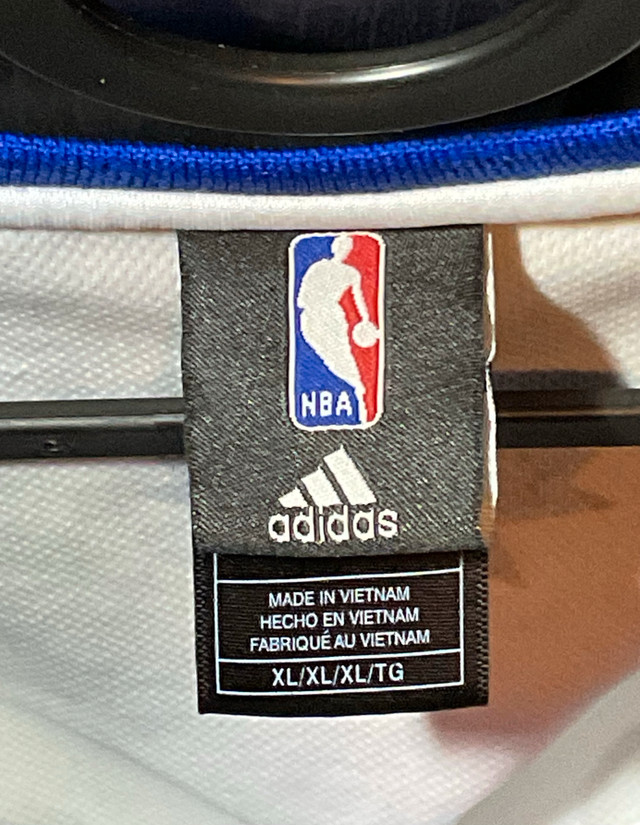 NBA
adidas
MADE IN VIETNAM
HECHO EN VIETNAM
FABRIQUÉ AU VIETNAM
XL/XL/XL/TG